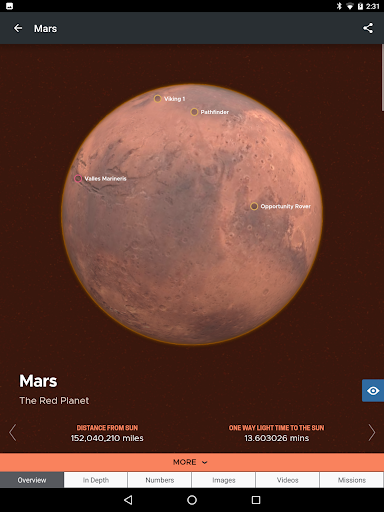 2:31
Mars
Viking 1
Pathfinder
Valles Marineris
Opportunity Rover
Mars
The Red Planet
DISTANCE FROM SUN
152,040,210 miles
ONE WAY LIGHT TIME TO THE SUN
13.603026 mins
MORE
Overview
In Depth
Numbers
Images
Videos
Missions